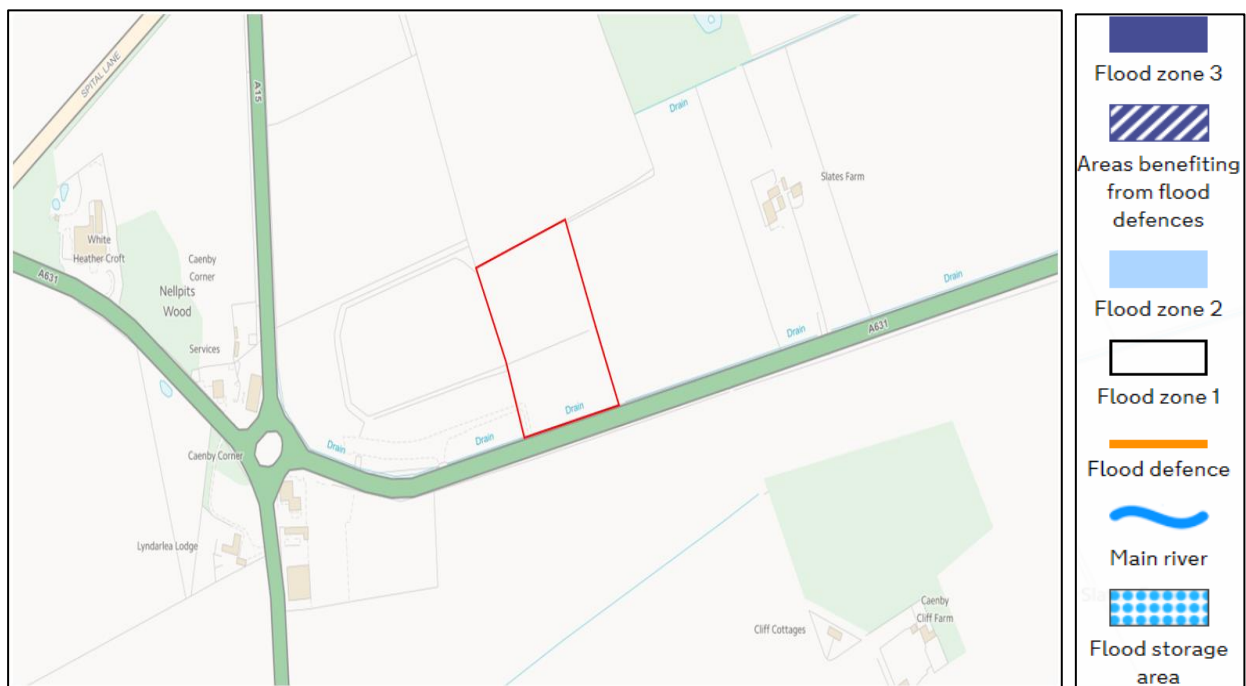 SPITAL LANE
A15
Drain
Slates Farm
White
Heather Croft
Caenby
Corner
Nellpits
Wood
A631
Services
Drain
Drain
A631
Drain
Drain
Drain
Caenby Corner
Lyndarlea Lodge
Caenby
Cliff Farm
Cliff Cottages
Flood zone 3
Areas benefiting
from flood
defences
Flood zone 2
Flood zone 1
Flood defence
Main river
Flood storage
area